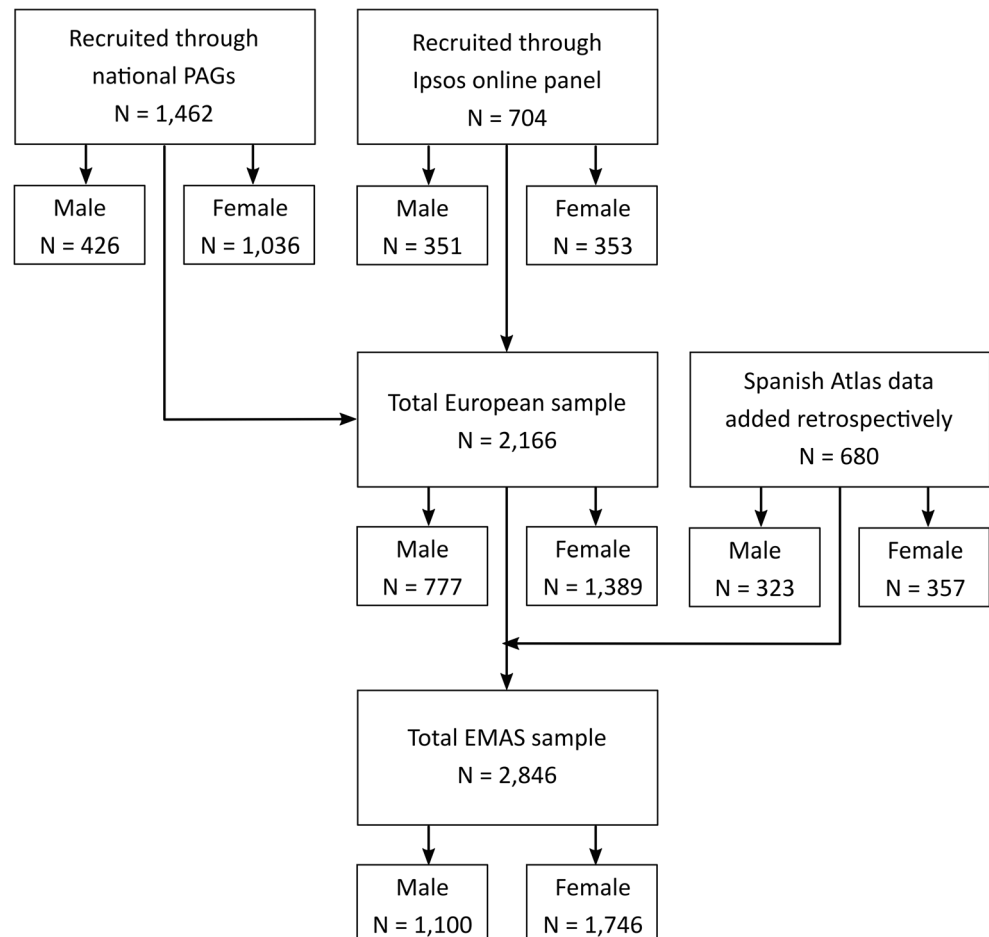 Recruited through
national PAGs
N = 1,462
Recruited through
Ipsos online panel
N = 704
Male
N = 426
Female
N = 1,036
Male
N = 351
Female
N = 353
Total European sample
N = 2,166
Spanish Atlas data
added retrospectively
N = 680
Male
N = 777
Female
N = 1,389
Male
N = 323
Female
N = 357
Total EMAS sample
N = 2,846
Male
N = 1,100
Female
N = 1,746